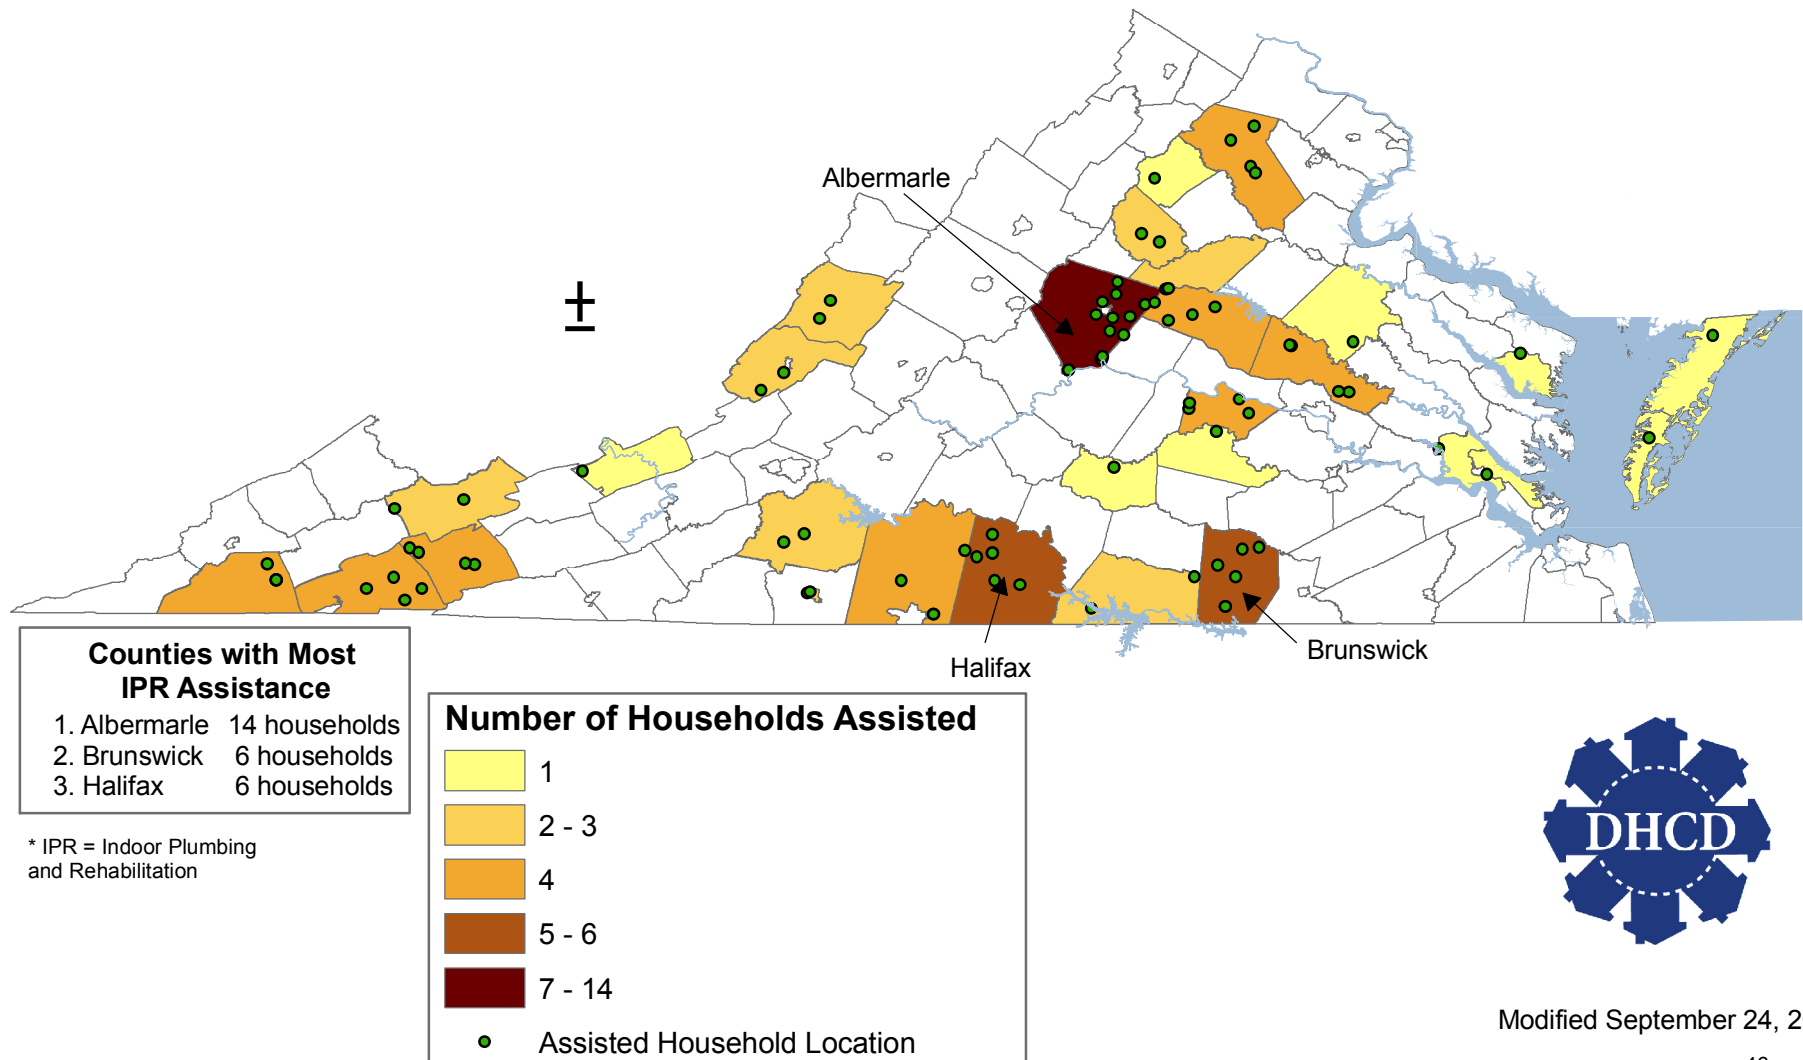 Albermarle
±
Halifax
Brunswick
Counties with Most
IPR Assistance
1. Albermarle 14 households
2. Brunswick 6 households
3. Halifax 6 households
* IPR = Indoor Plumbing
and Rehabilitation
Number of Households Assisted
1
2 - 3
4
5 - 6
7 - 14
Assisted Household Location
DHCD
Modified September 24, 2